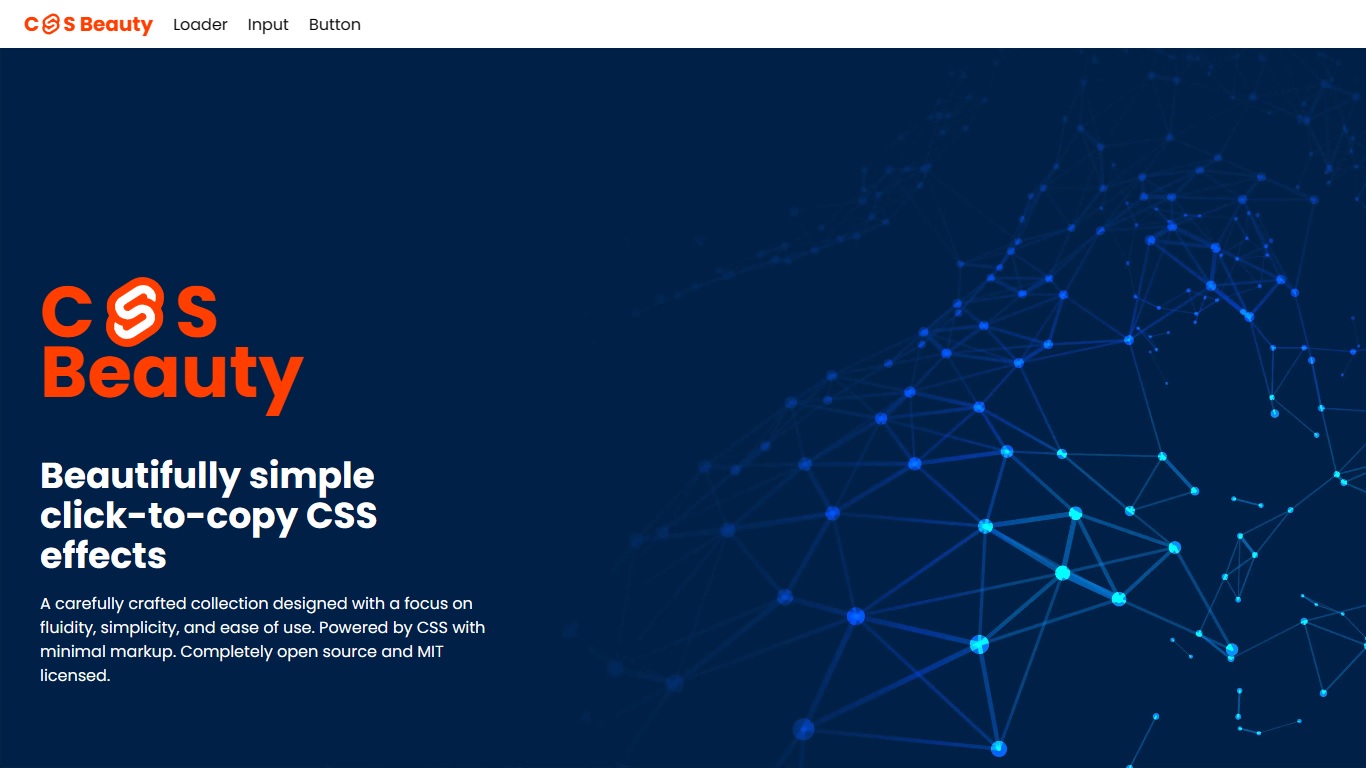 CSS Beauty Loader Input Button
CSS
Beauty
Beautifully simple
click-to-copy CSS
effects
A carefully crafted collection designed with a focus on
fluidity, simplicity, and ease of use. Powered by CSS with
minimal markup. Completely open source and MIT
licensed.